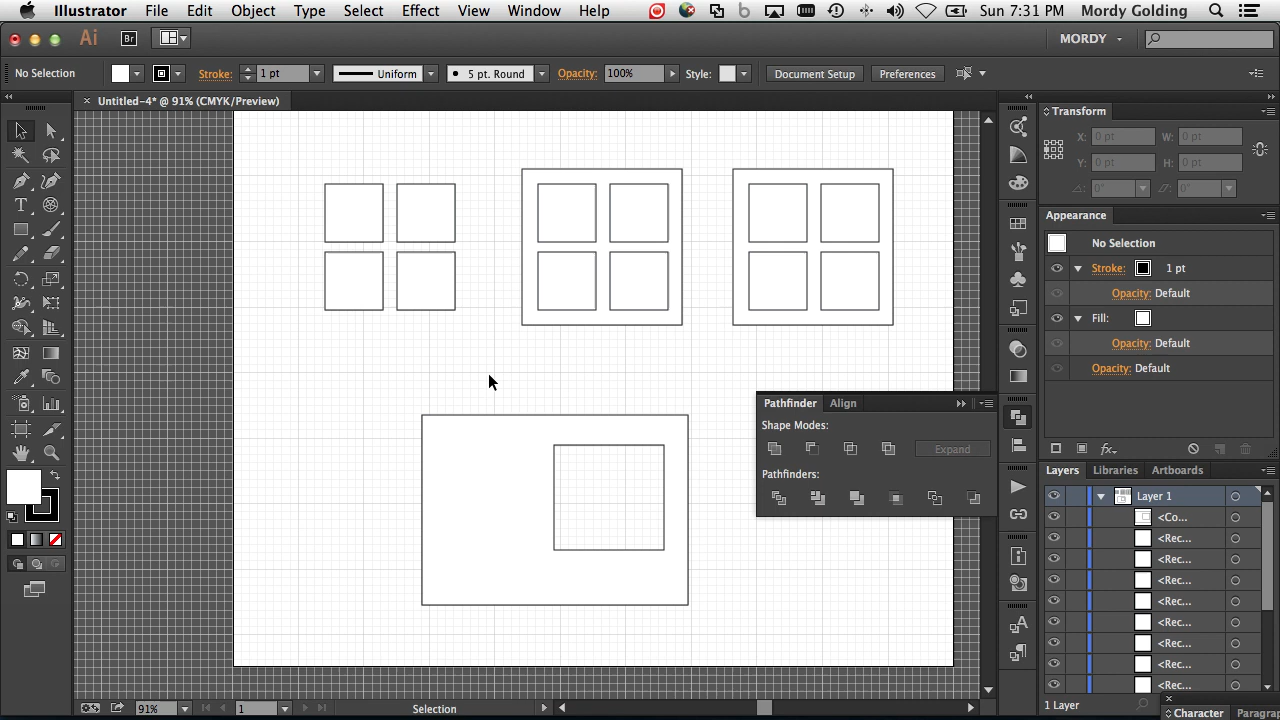 Illustrator File Edit Object Type Select Effect View Window Help Sun 7:31 PM Mordy Golding
Ai Br MORDY
No Selection Stroke: 1 pt Uniform 5 pt. Round Opacity: 100% Style: Document Setup Preferences
Untitled-4* @ 91% (CMYK/Preview)
Transform
X: 0 pt W: 0 pt
Y: 0 pt H: 0 pt
0° 0°
Appearance
No Selection
Stroke: 1 pt
Opacity: Default
Fill:
Opacity: Default
Opacity: Default
Pathfinder Align
Shape Modes:
Expand
Pathfinders:
Layers Libraries Artboards
Layer 1
<Co...
<Rec...
<Rec...
<Rec...
<Rec...
<Rec...
<Rec...
<Rec...
<Rec...
1 Layer
91% 1 Selection
Character Paragra